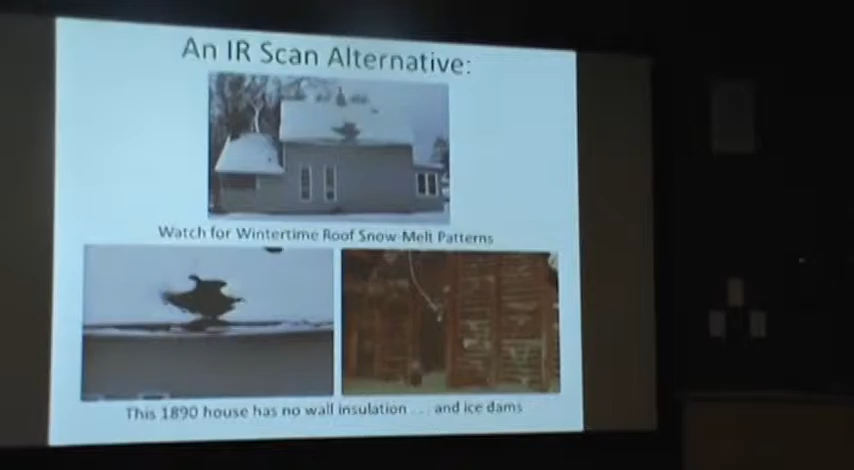 An IR Scan Alternative:
Watch for Wintertime Roof Snow-Melt Patterns
This 1890 house has no wall insulation . . . and ice dams